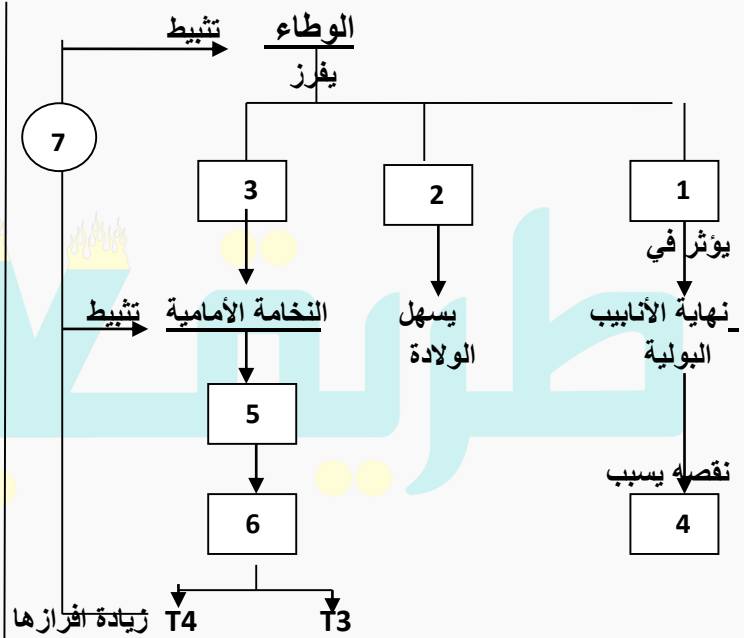 الوطاء
تثبيط
يفرز
7
3
2
1
يؤثر في
النخامة الأمامية
تثبيط
يسهل
الولادة
نهاية الأنابيب
البولية
5
نقصه يسبب
6
4
زيادة افرازها
T4
T3
طريقك